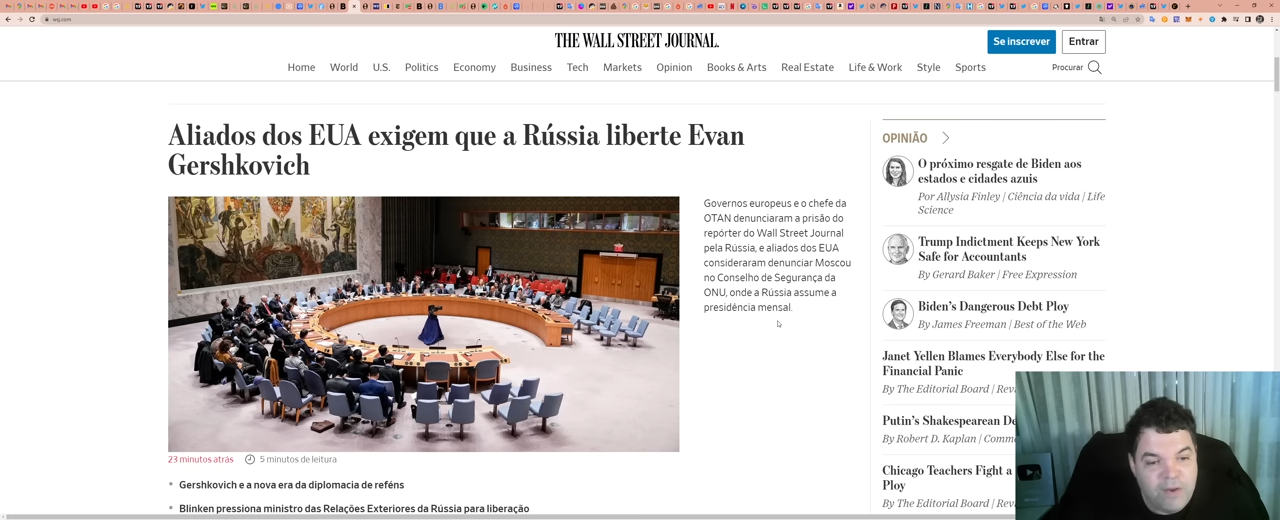 wsj.com
THE WALL STREET JOURNAL.
Se inscrever
Entrar
Home World U.S. Politics Economy Business Tech Markets Opinion Books & Arts Real Estate Life & Work Style Sports
Procurar
Aliados dos EUA exigem que a Rússia liberte Evan
Gershkovich
Governos europeus e o chefe da
OTAN denunciaram a prisão do
repórter do Wall Street Journal
pela Rússia, e aliados dos EUA
consideraram denunciar Moscou
no Conselho de Segurança da
ONU, onde a Rússia assume a
presidência mensal.
23 minutos atrás
5 minutos de leitura
Gershkovich e a nova era da diplomacia de reféns
Blinken pressiona ministro das Relações Exteriores da Rússia para liberação
OPINIÃO
O próximo resgate de Biden aos
estados e cidades azuis
Por Allysia Finley | Ciência da vida | Life
Science
Trump Indictment Keeps New York
Safe for Accountants
By Gerard Baker | Free Expression
Biden's Dangerous Debt Ploy
By James Freeman | Best of the Web
Janet Yellen Blames Everybody Else for the
Financial Panic
By The Editorial Board |
Putin's Shakespearean
By Robert D. Kaplan |
Chicago Teachers Fight a
Ploy
By The Editorial Board |